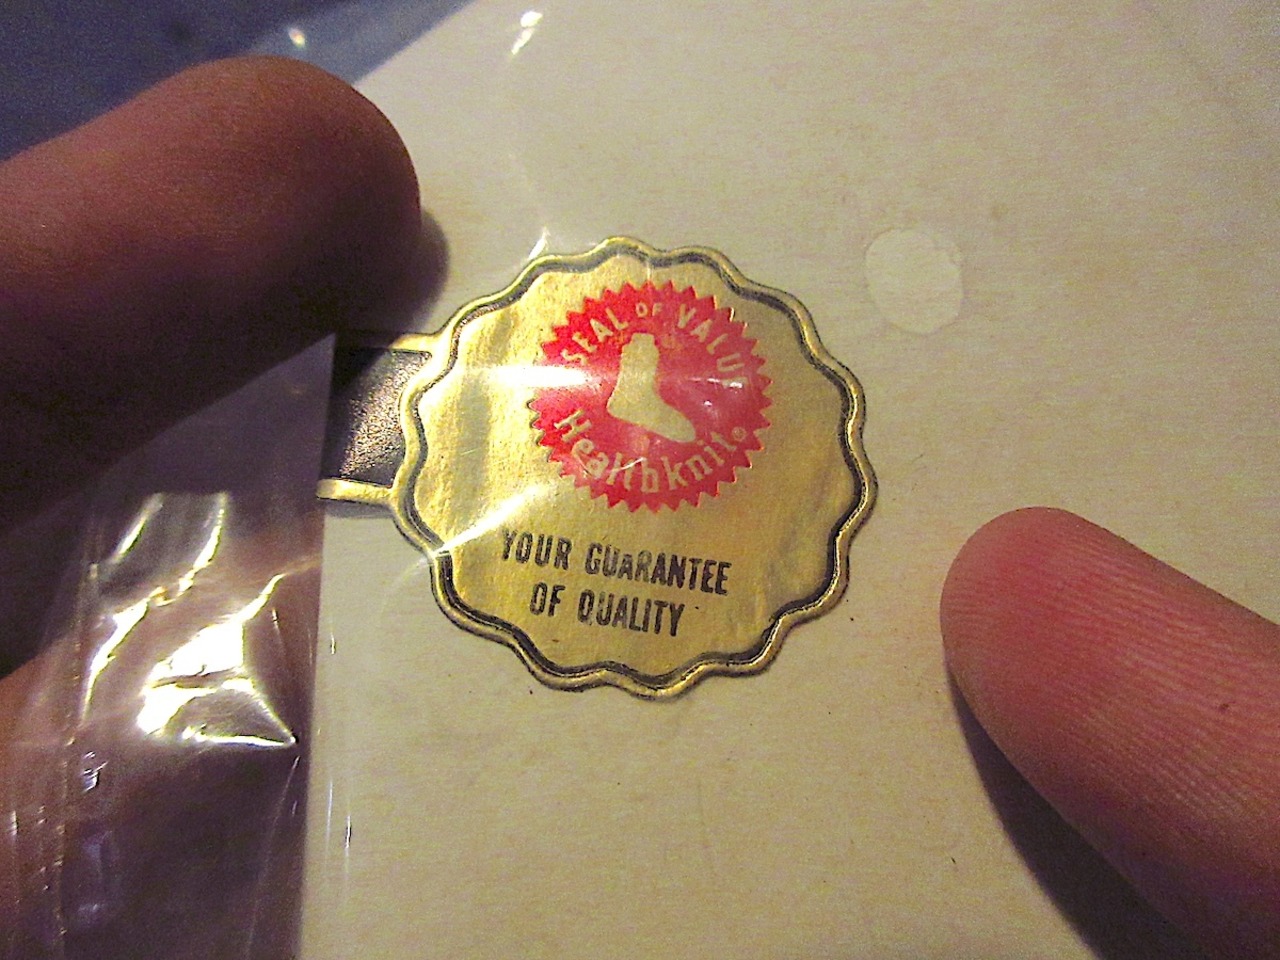 SEAL OF VALUE
Healthknit®
YOUR GUARANTEE
OF QUALITY